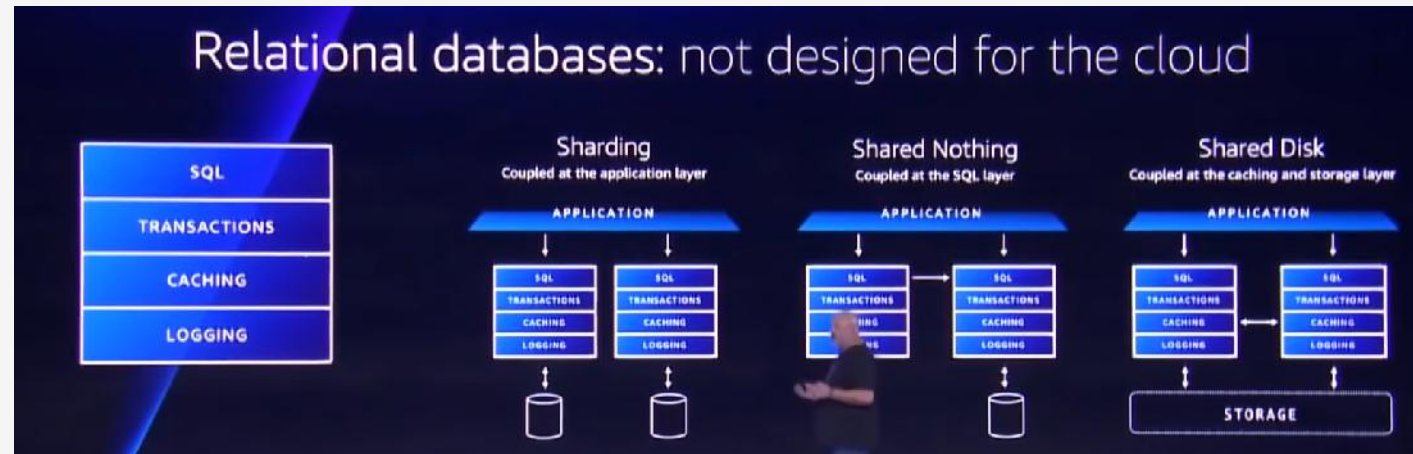 Relational databases: not designed for the cloud
SQL
TRANSACTIONS
CACHING
LOGGING
Sharding
Coupled at the application layer
APPLICATION
SQL
TRANSACTIONS
CACHING
LOGGING
SQL
TRANSACTIONS
CACHING
LOGGING
Shared Nothing
Coupled at the SQL layer
APPLICATION
SQL
TRANSACTIONS
SQL
TRANSACTIONS
CACHING
LOGGING
Shared Disk
Coupled at the caching and storage layer
APPLICATION
SQL
TRANSACTIONS
CACHING
LOGGING
SQL
TRANSACTIONS
CACHING
LOGGING
STORAGE